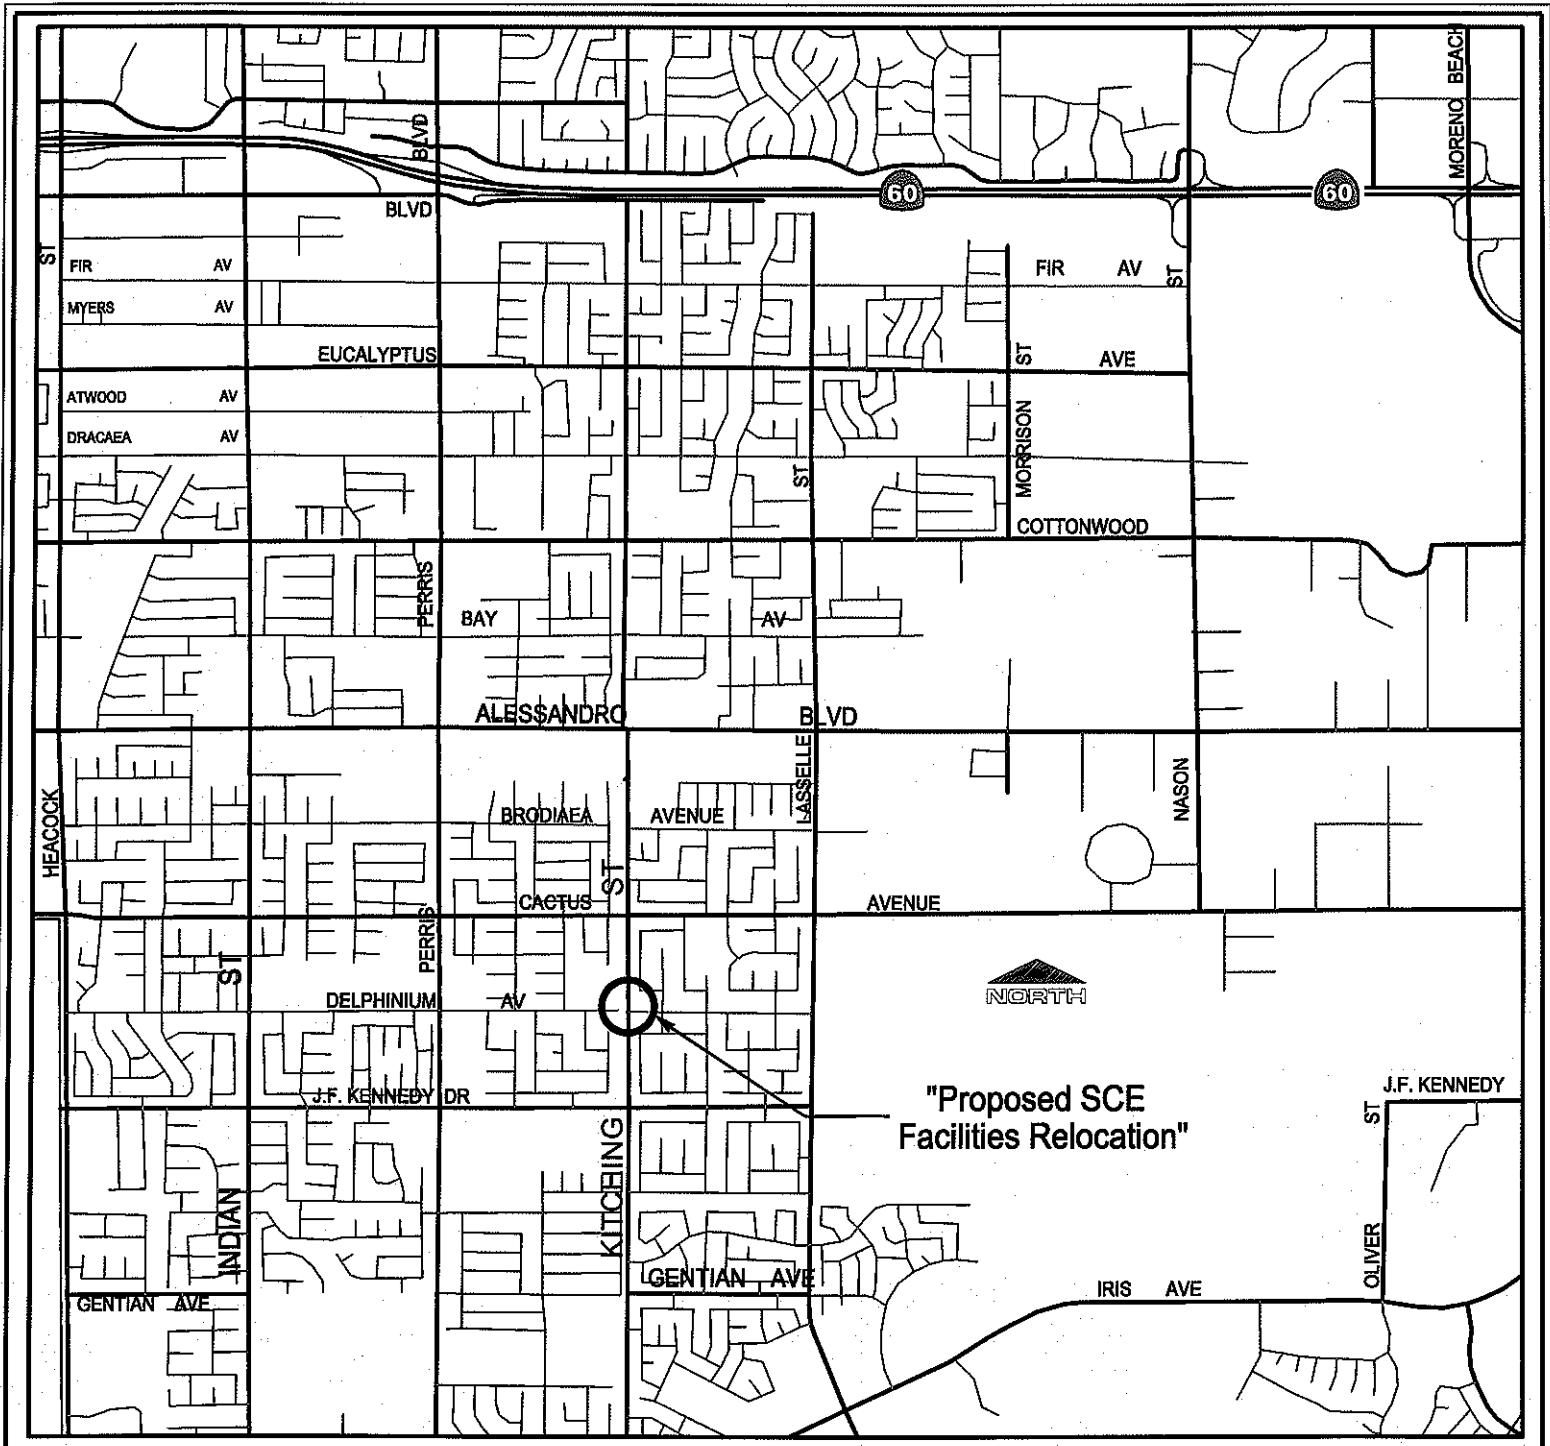 MORENO BEACH
BLVD
60
60
BLVD
ST
FIR AV
FIR AV
ST
MYERS AV
EUCALYPTUS
ST
AVE
ATWOOD AV
DRACAEA AV
MORRISON
ST
COTTONWOOD
PERRIS
BAY
AV
ALESSANDRO
BLVD
LASSELLE
NASON
HEACOCK
BRODIAEA
AVENUE
ST
CACTUS
AVENUE
PERRIS
ST
NORTH
DELPHINIUM AV
J.F. KENNEDY DR
"Proposed SCE
Facilities Relocation"
J.F. KENNEDY
ST
KITCHING
INDIAN
OLIVER
GENTIAN AVE
IRIS AVE
GENTIAN AVE